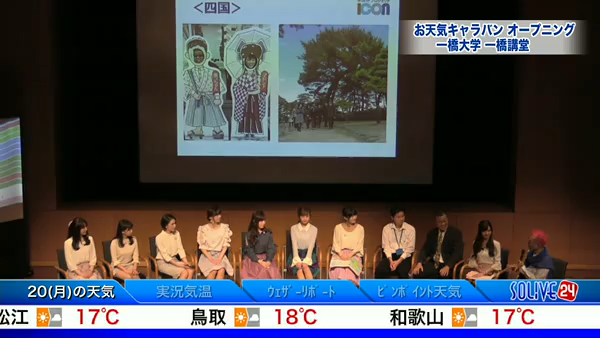 <四国>
icon
お天気キャラバン オープニング
一橋大学 一橋講堂
20(月)の天気
実況気温
ウェザーリポート
ピンポイント天気
SOLiVE24
松江 17℃ 鳥取 18℃ 和歌山 17℃